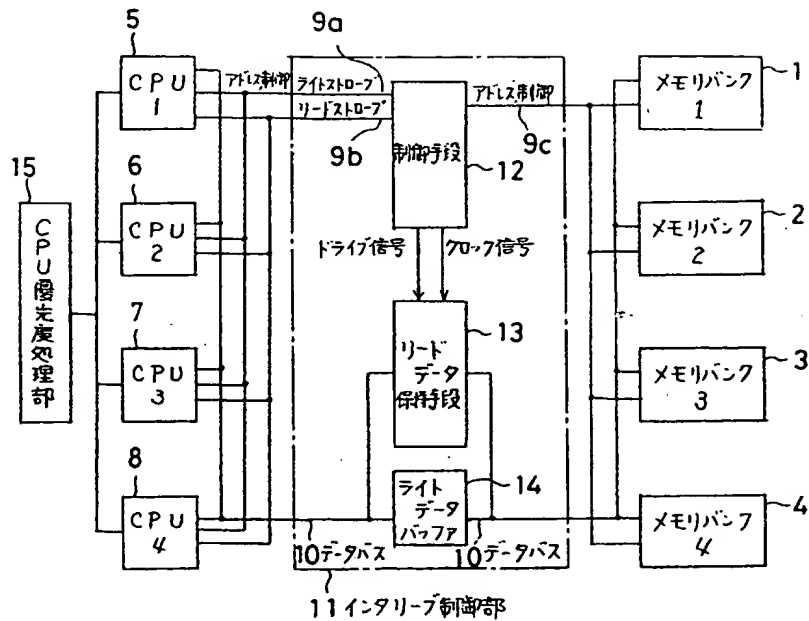 5
CPU
1
6
CPU
2
7
CPU
3
8
CPU
4
15
CPU優先度処理部
アドレス制御
9a
ライトストローブ
リードストローブ
9b
制御手段
12
アドレス制御
9c
ドライブ信号
クロック信号
リード
データ
保持手段
13
ライト
データ
バッファ
14
10データバス
10データバス
11インタリーブ制御部
メモリバンク
1
1
メモリバンク
2
2
メモリバンク
3
3
メモリバンク
4
4